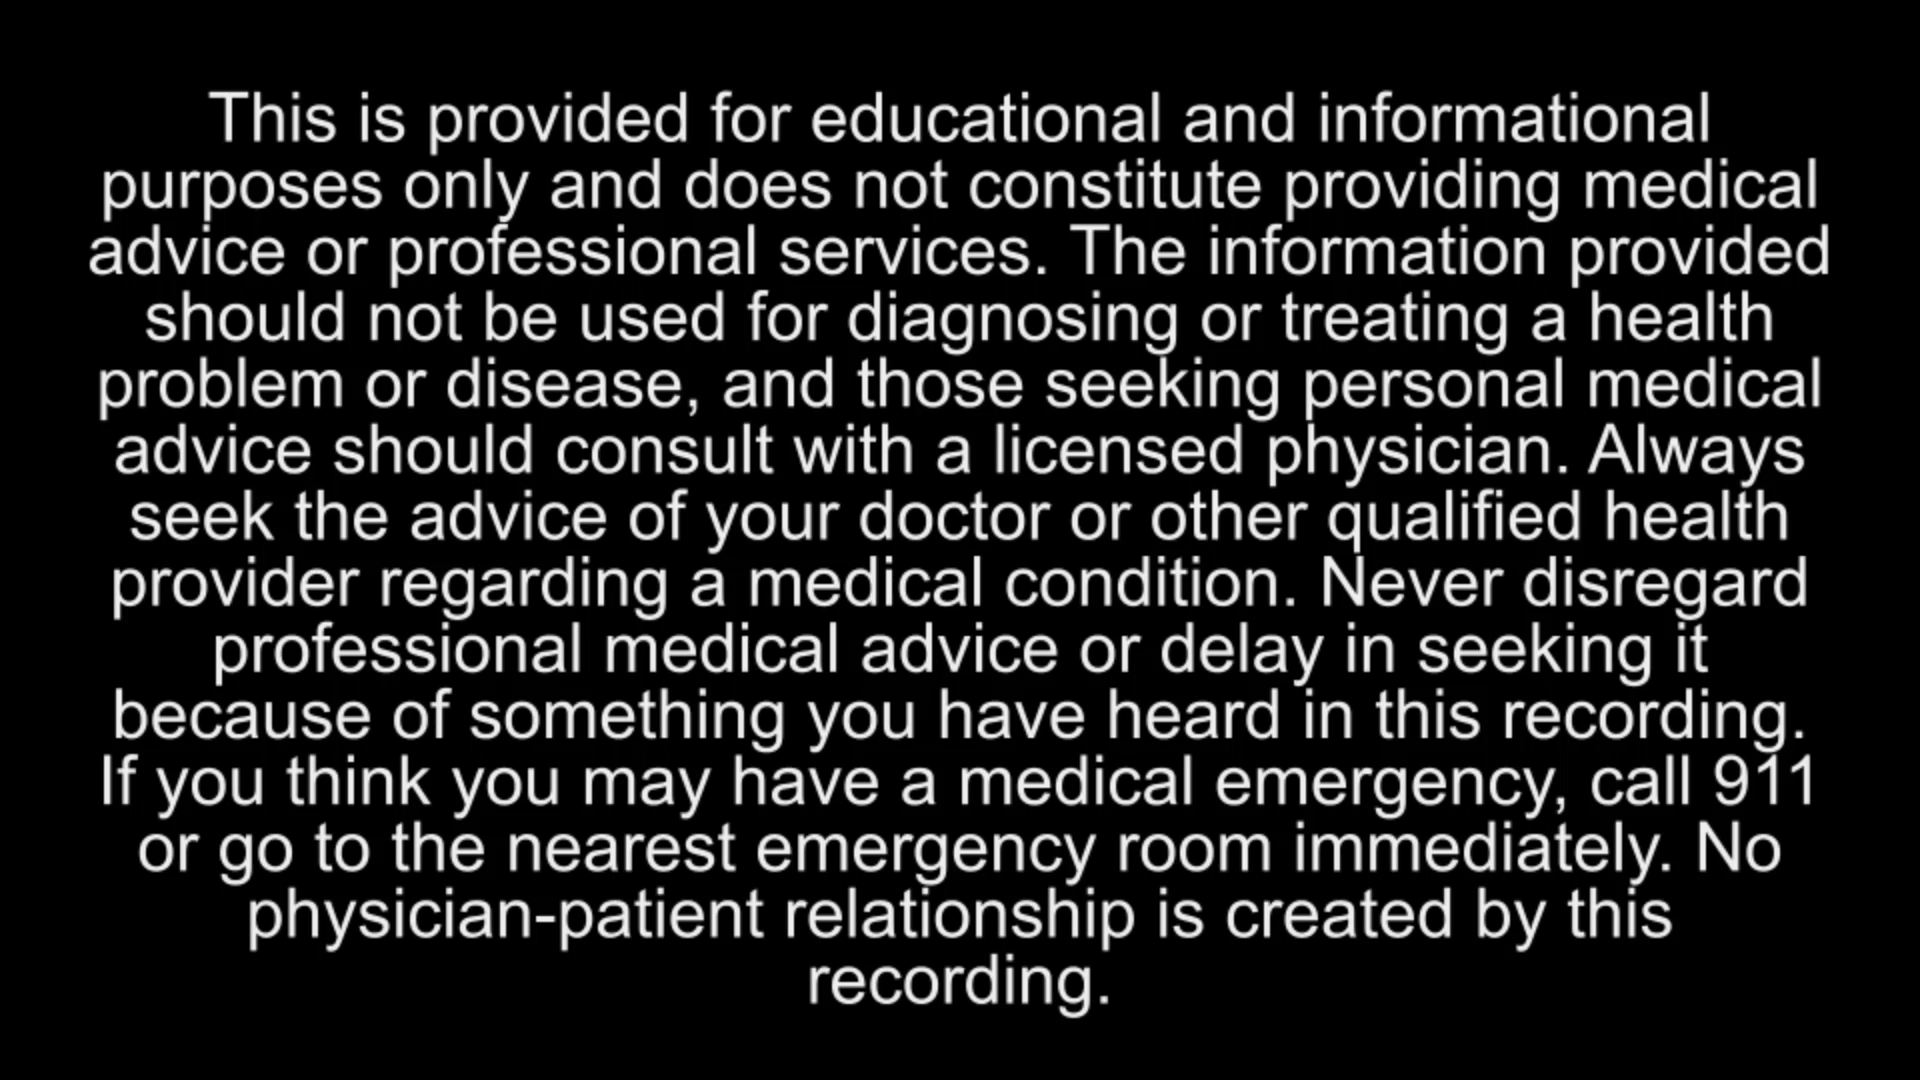 This is provided for educational and informational
purposes only and does not constitute providing medical
advice or professional services. The information provided
should not be used for diagnosing or treating a health
problem or disease, and those seeking personal medical
advice should consult with a licensed physician. Always
seek the advice of your doctor or other qualified health
provider regarding a medical condition. Never disregard
professional medical advice or delay in seeking it
because of something you have heard in this recording.
If you think you may have a medical emergency, call 911
or go to the nearest emergency room immediately. No
physician-patient relationship is created by this
recording.